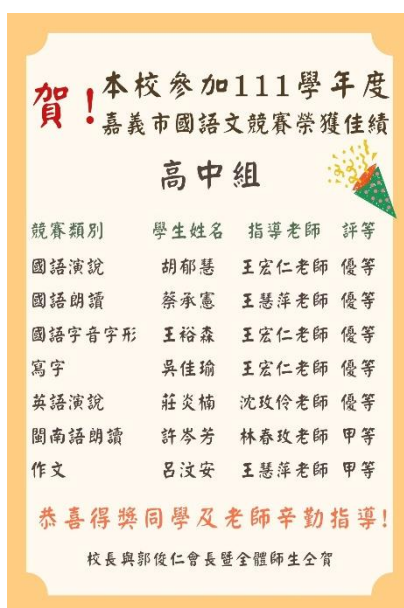 賀！
本校參加111學年度
嘉義市國語文競賽榮獲佳績
高中組
競賽類別 學生姓名 指導老師 評等
國語演說 胡郁慧 王宏仁老師 優等
國語朗讀 蔡承憲 王慧萍老師 優等
國語字音字形 王裕森 王宏仁老師 優等
寫字 吳佳瑜 王宏仁老師 優等
英語演說 莊炎楠 沈玫伶老師 優等
閩南語朗讀 許岑芳 林春玫老師 甲等
作文 呂汶安 王慧萍老師 甲等
恭喜得獎同學及老師辛勤指導!
校長與郭俊仁會長暨全體師生仝賀